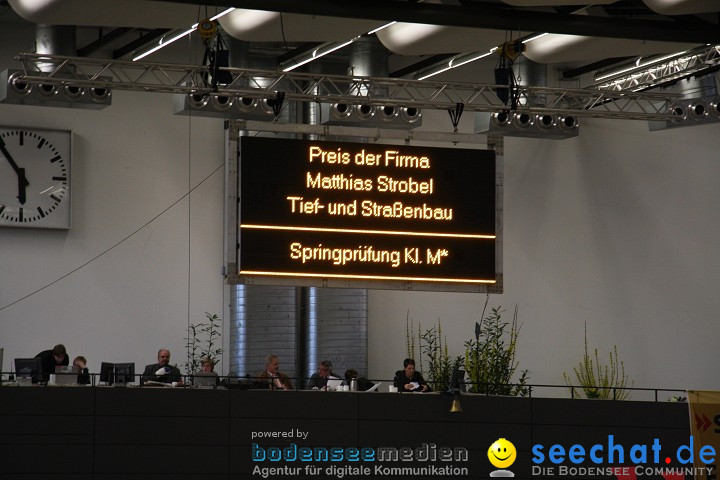 Preis der Firma
Matthias Strobel
Tief- und Straßenbau
Springprüfung Kl. M*
powered by
bodenseemedien
Agentur für digitale Kommunikation
seechat.de
Die Bodensee Community